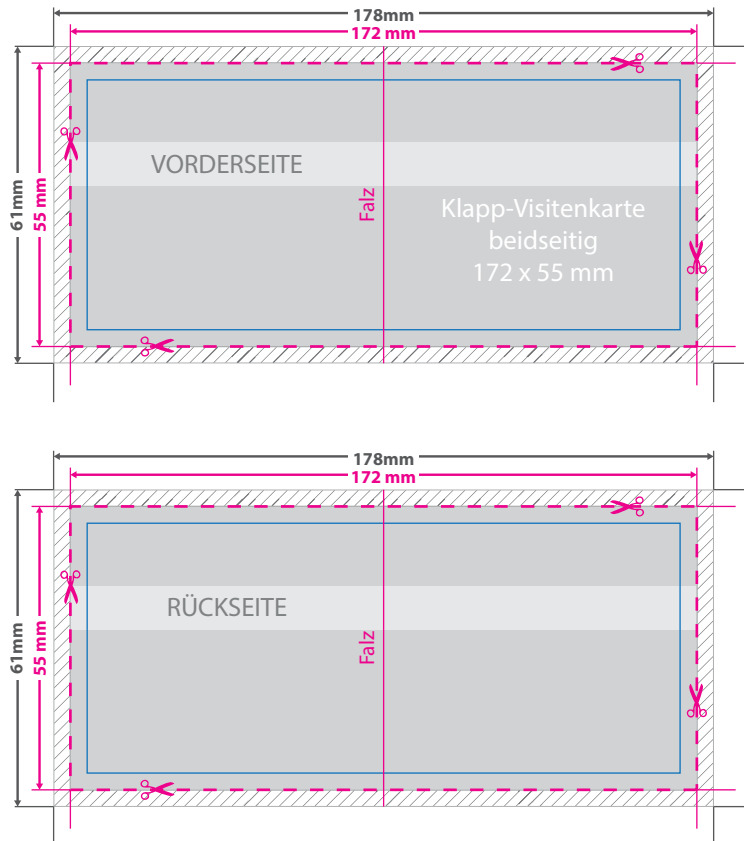 178mm
172 mm
61mm
55 mm
VORDERSEITE
Falz
Klapp-Visitenkarte
beidseitig
172 x 55 mm
178mm
172 mm
61mm
55 mm
RÜCKSEITE
Falz